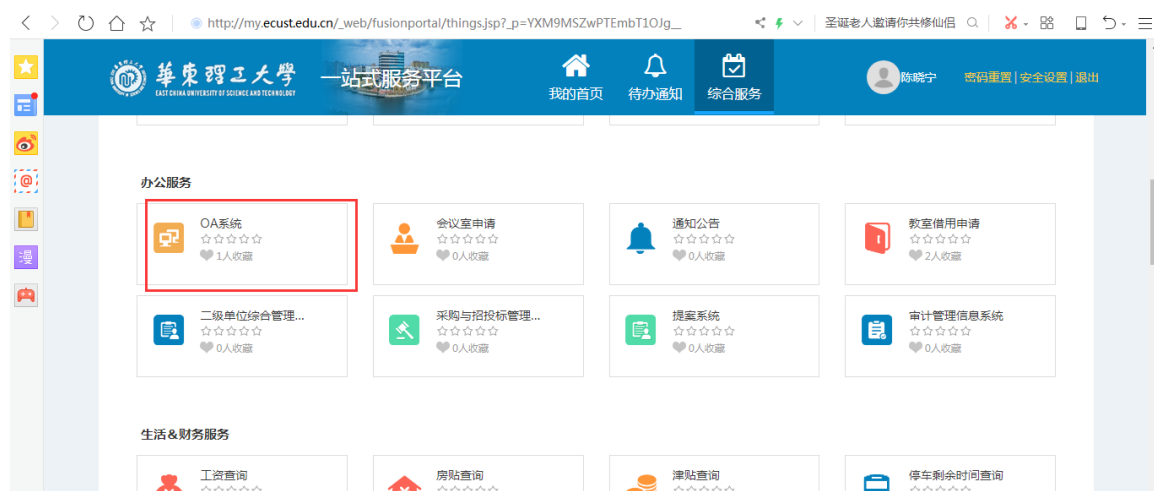 http://my.ecust.edu.cn/_web/fusionportal/things.jsp?_p=YXM9MSZwPTEmbT1OJg__
圣诞老人邀请你共修仙侣
華東理工大學
EAST CHINA UNIVERSITY OF SCIENCE AND TECHNOLOGY
一站式服务平台
我的首页
待办通知
综合服务
陈晓宁
密码重置|安全设置|退出
@
漫
办公服务
OA系统
1人收藏
会议室申请
0人收藏
通知公告
0人收藏
教室借用申请
2人收藏
二级单位综合管理...
0人收藏
采购与招投标管理...
0人收藏
提案系统
0人收藏
审计管理信息系统
0人收藏
生活&财务服务
工资查询
房贴查询
津贴查询
停车剩余时间查询